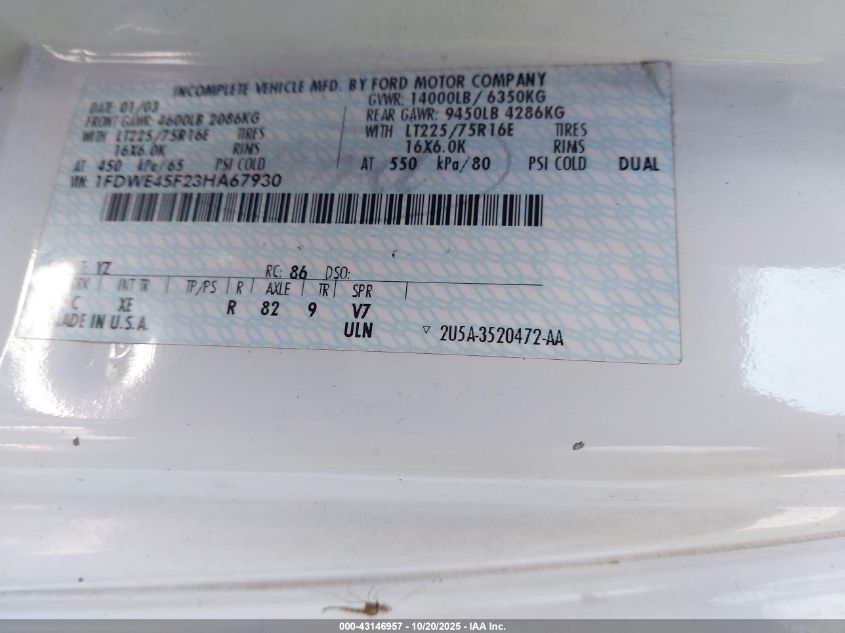 INCOMPLETE VEHICLE MFD. BY FORD MOTOR COMPANY
DATE: 01/03 GVWR: 14000LB / 6350KG
FRONT GAWR: 4600LB 2086KG REAR GAWR: 9450LB 4286KG
WITH LT225/75R16E TIRES WITH LT225/75R16E TIRES
16X6.0K RIMS 16X6.0K RIMS
AT 450 kPa/65 PSI COLD AT 550 kPa/80 PSI COLD DUAL
VIN: 1FDWE45F23HA67930
YZ RC: 86 DSO:
INT TR TP/PS R AXLE TR SPR
C XE R 82 9 V7
MADE IN U.S.A. ULN ▽ 2U5A-3520472-AA
000-43146957 - 10/20/2025 - IAA Inc.